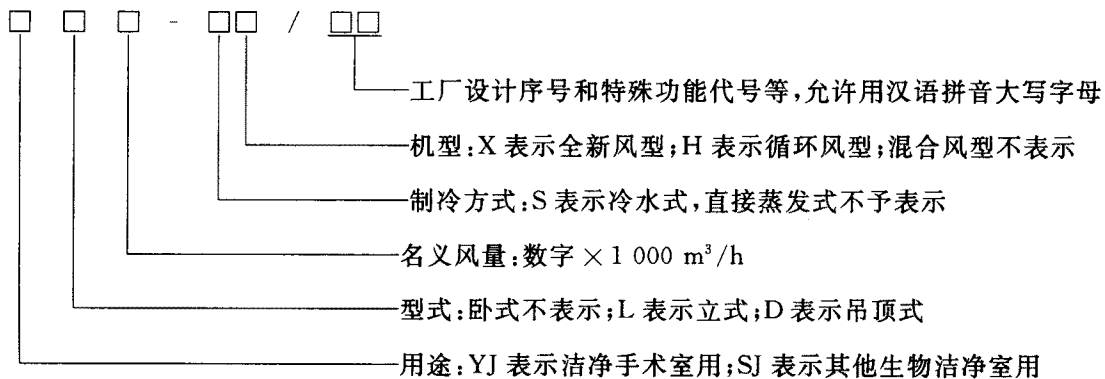 □ □ □ - □□ / □□
工厂设计序号和特殊功能代号等,允许用汉语拼音大写字母
机型:X 表示全新风型;H 表示循环风型;混合风型不表示
制冷方式:S 表示冷水式,直接蒸发式不予表示
名义风量:数字 × 1 000 m³/h
型式:卧式不表示;L 表示立式;D 表示吊顶式
用途:YJ 表示洁净手术室用;SJ 表示其他生物洁净室用